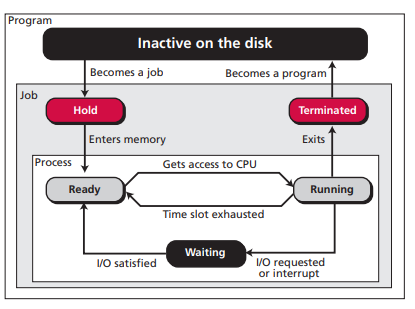 Program
Inactive on the disk
Becomes a job
Becomes a program
Job
Hold
Terminated
Enters memory
Exits
Process
Gets access to CPU
Ready
Running
Time slot exhausted
Waiting
I/O satisfied
I/O requested
or interrupt